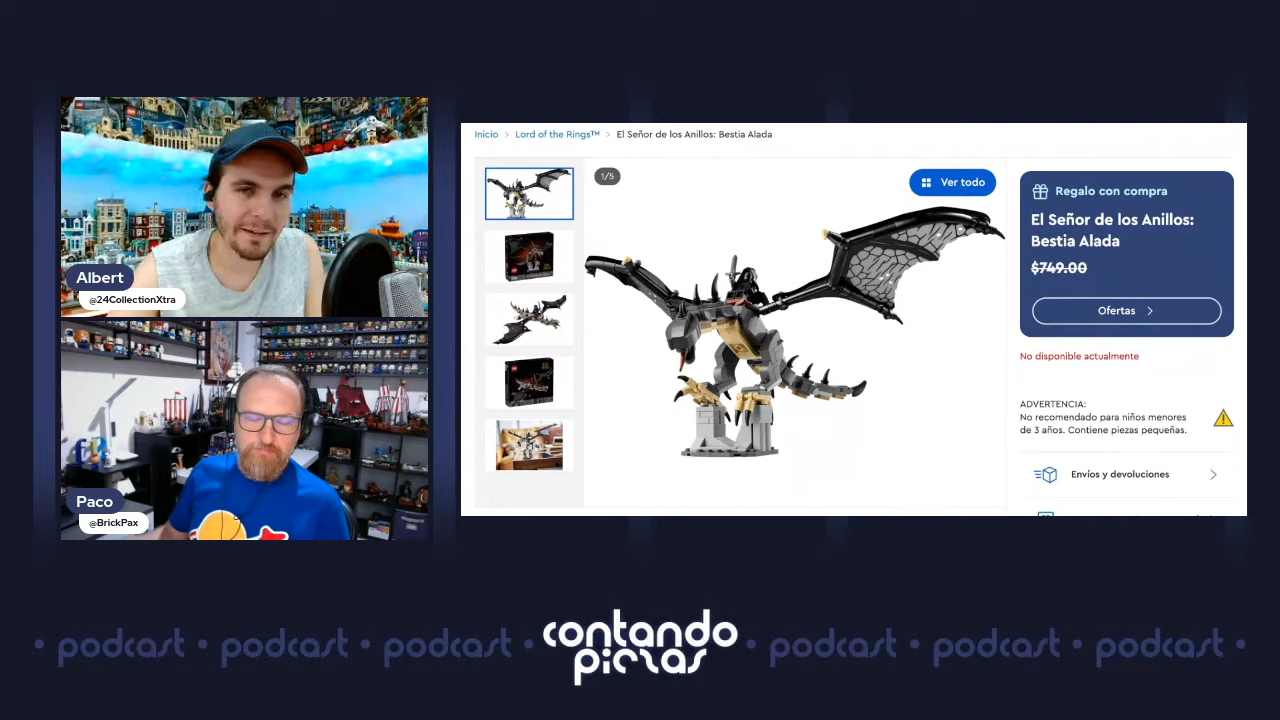 Albert
@24CollectionXtra
Paco
@BrickPax
Inicio > Lord of the Rings™ > El Señor de los Anillos: Bestia Alada
1/5
Ver todo
Regalo con compra
El Señor de los Anillos:
Bestia Alada
$749.00
Ofertas
No disponible actualmente
ADVERTENCIA:
No recomendado para niños menores
de 3 años. Contiene piezas pequeñas.
Envíos y devoluciones
• podcast • podcast • podcast • contando piezas • podcast • podcast • podcast •